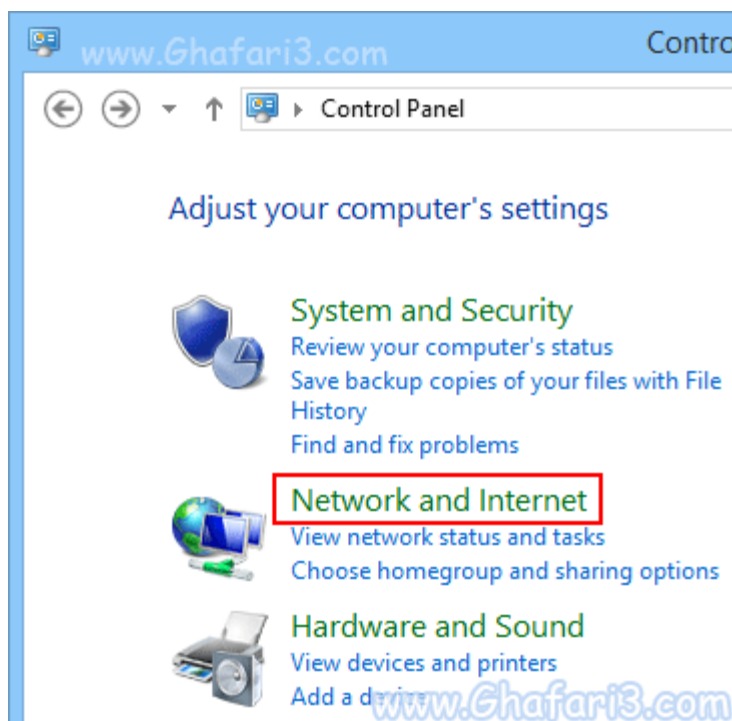 www.Ghafari3.com
Contro
Control Panel
Adjust your computer's settings
System and Security
Review your computer's status
Save backup copies of your files with File
History
Find and fix problems
Network and Internet
View network status and tasks
Choose homegroup and sharing options
Hardware and Sound
View devices and printers
Add a device
www.Ghafari3.com